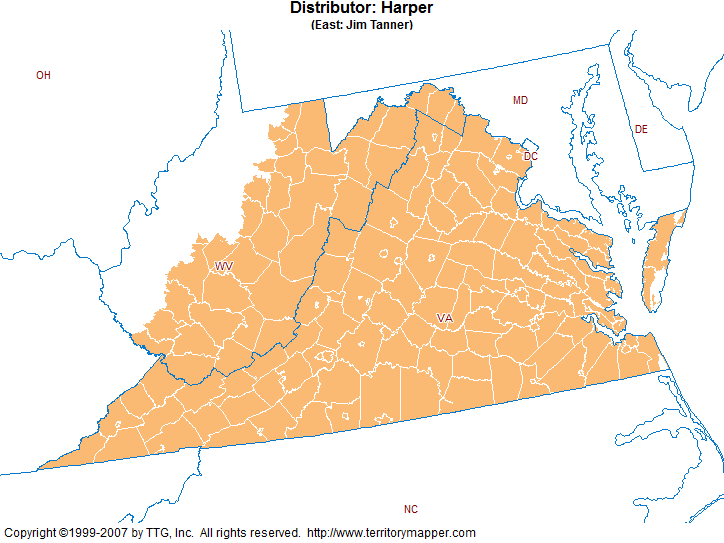 Distributor: Harper
(East: Jim Tanner)
OH
MD
DE
DC
WV
VA
NC
Copyright ©1999-2007 by TTG, Inc. All rights reserved. http://www.territorymapper.com